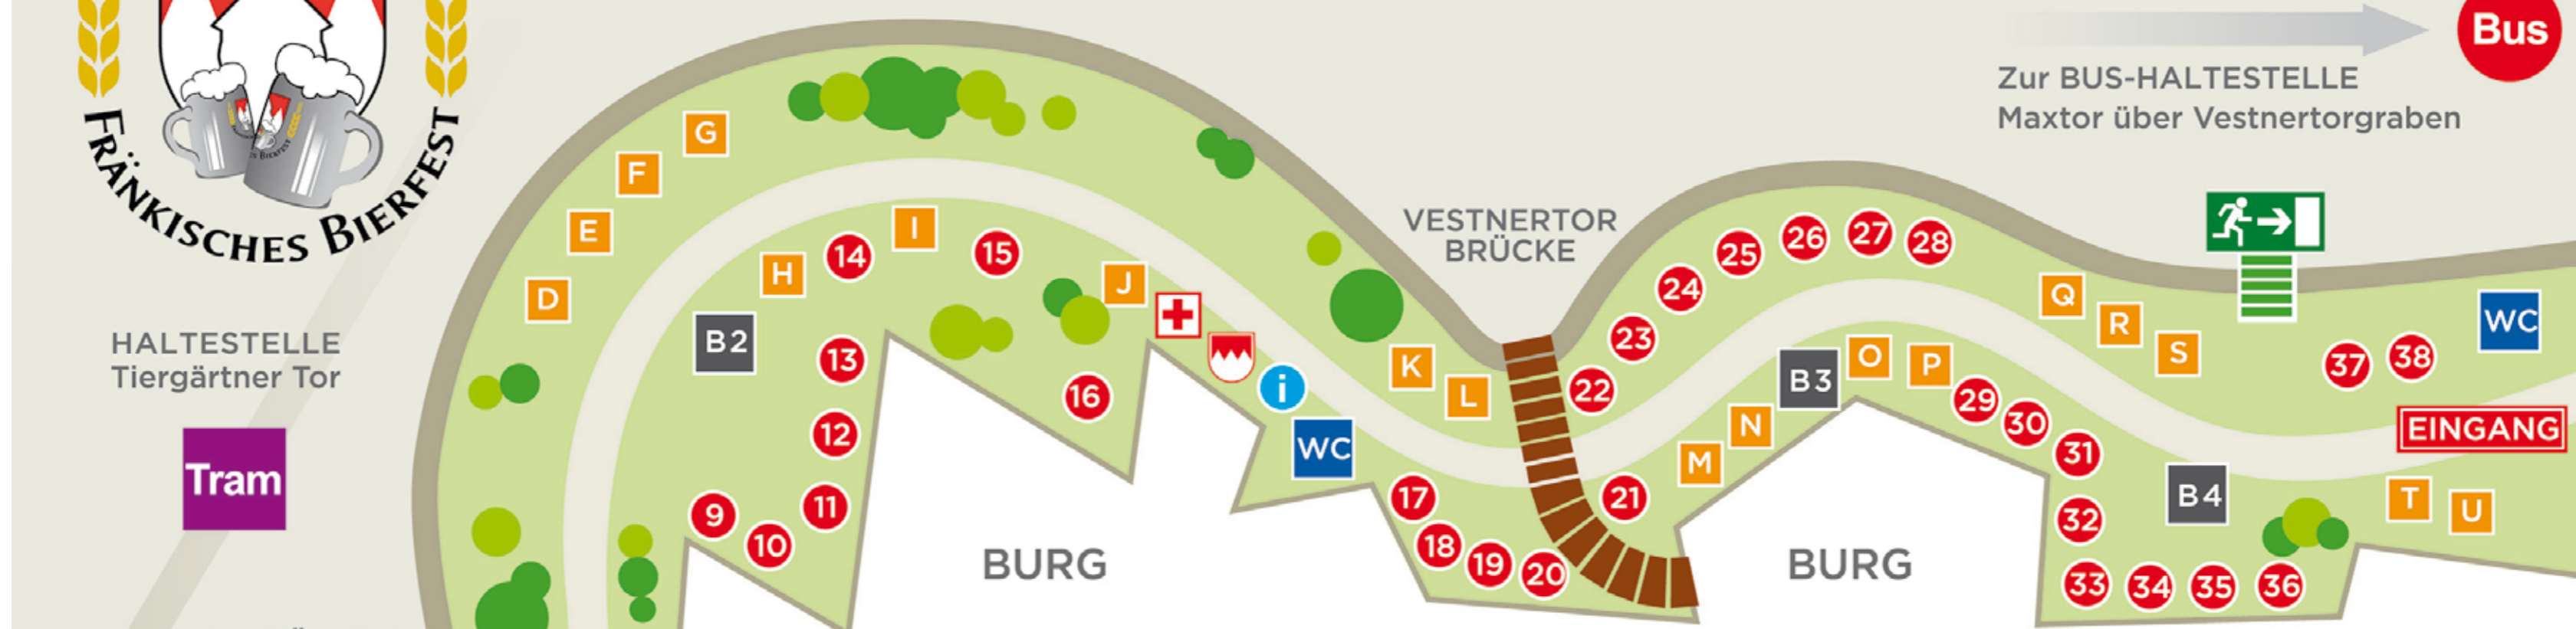 FRÄNKISCHES BIERFEST
Bus
Zur BUS-HALTESTELLE
Maxtor über Vestnertorgraben
G
F
E
D
H
14
I
15
J
B2
13
12
11
10
9
16
i
WC
K
L
VESTNERTOR
BRÜCKE
17
18
19
20
21
22
23
24
25
26
27
28
M
N
B3
O
P
29
30
31
32
33
34
35
36
B4
Q
R
S
37
38
WC
EINGANG
T
U
HALTESTELLE
Tiergärtner Tor
Tram
BURG
BURG